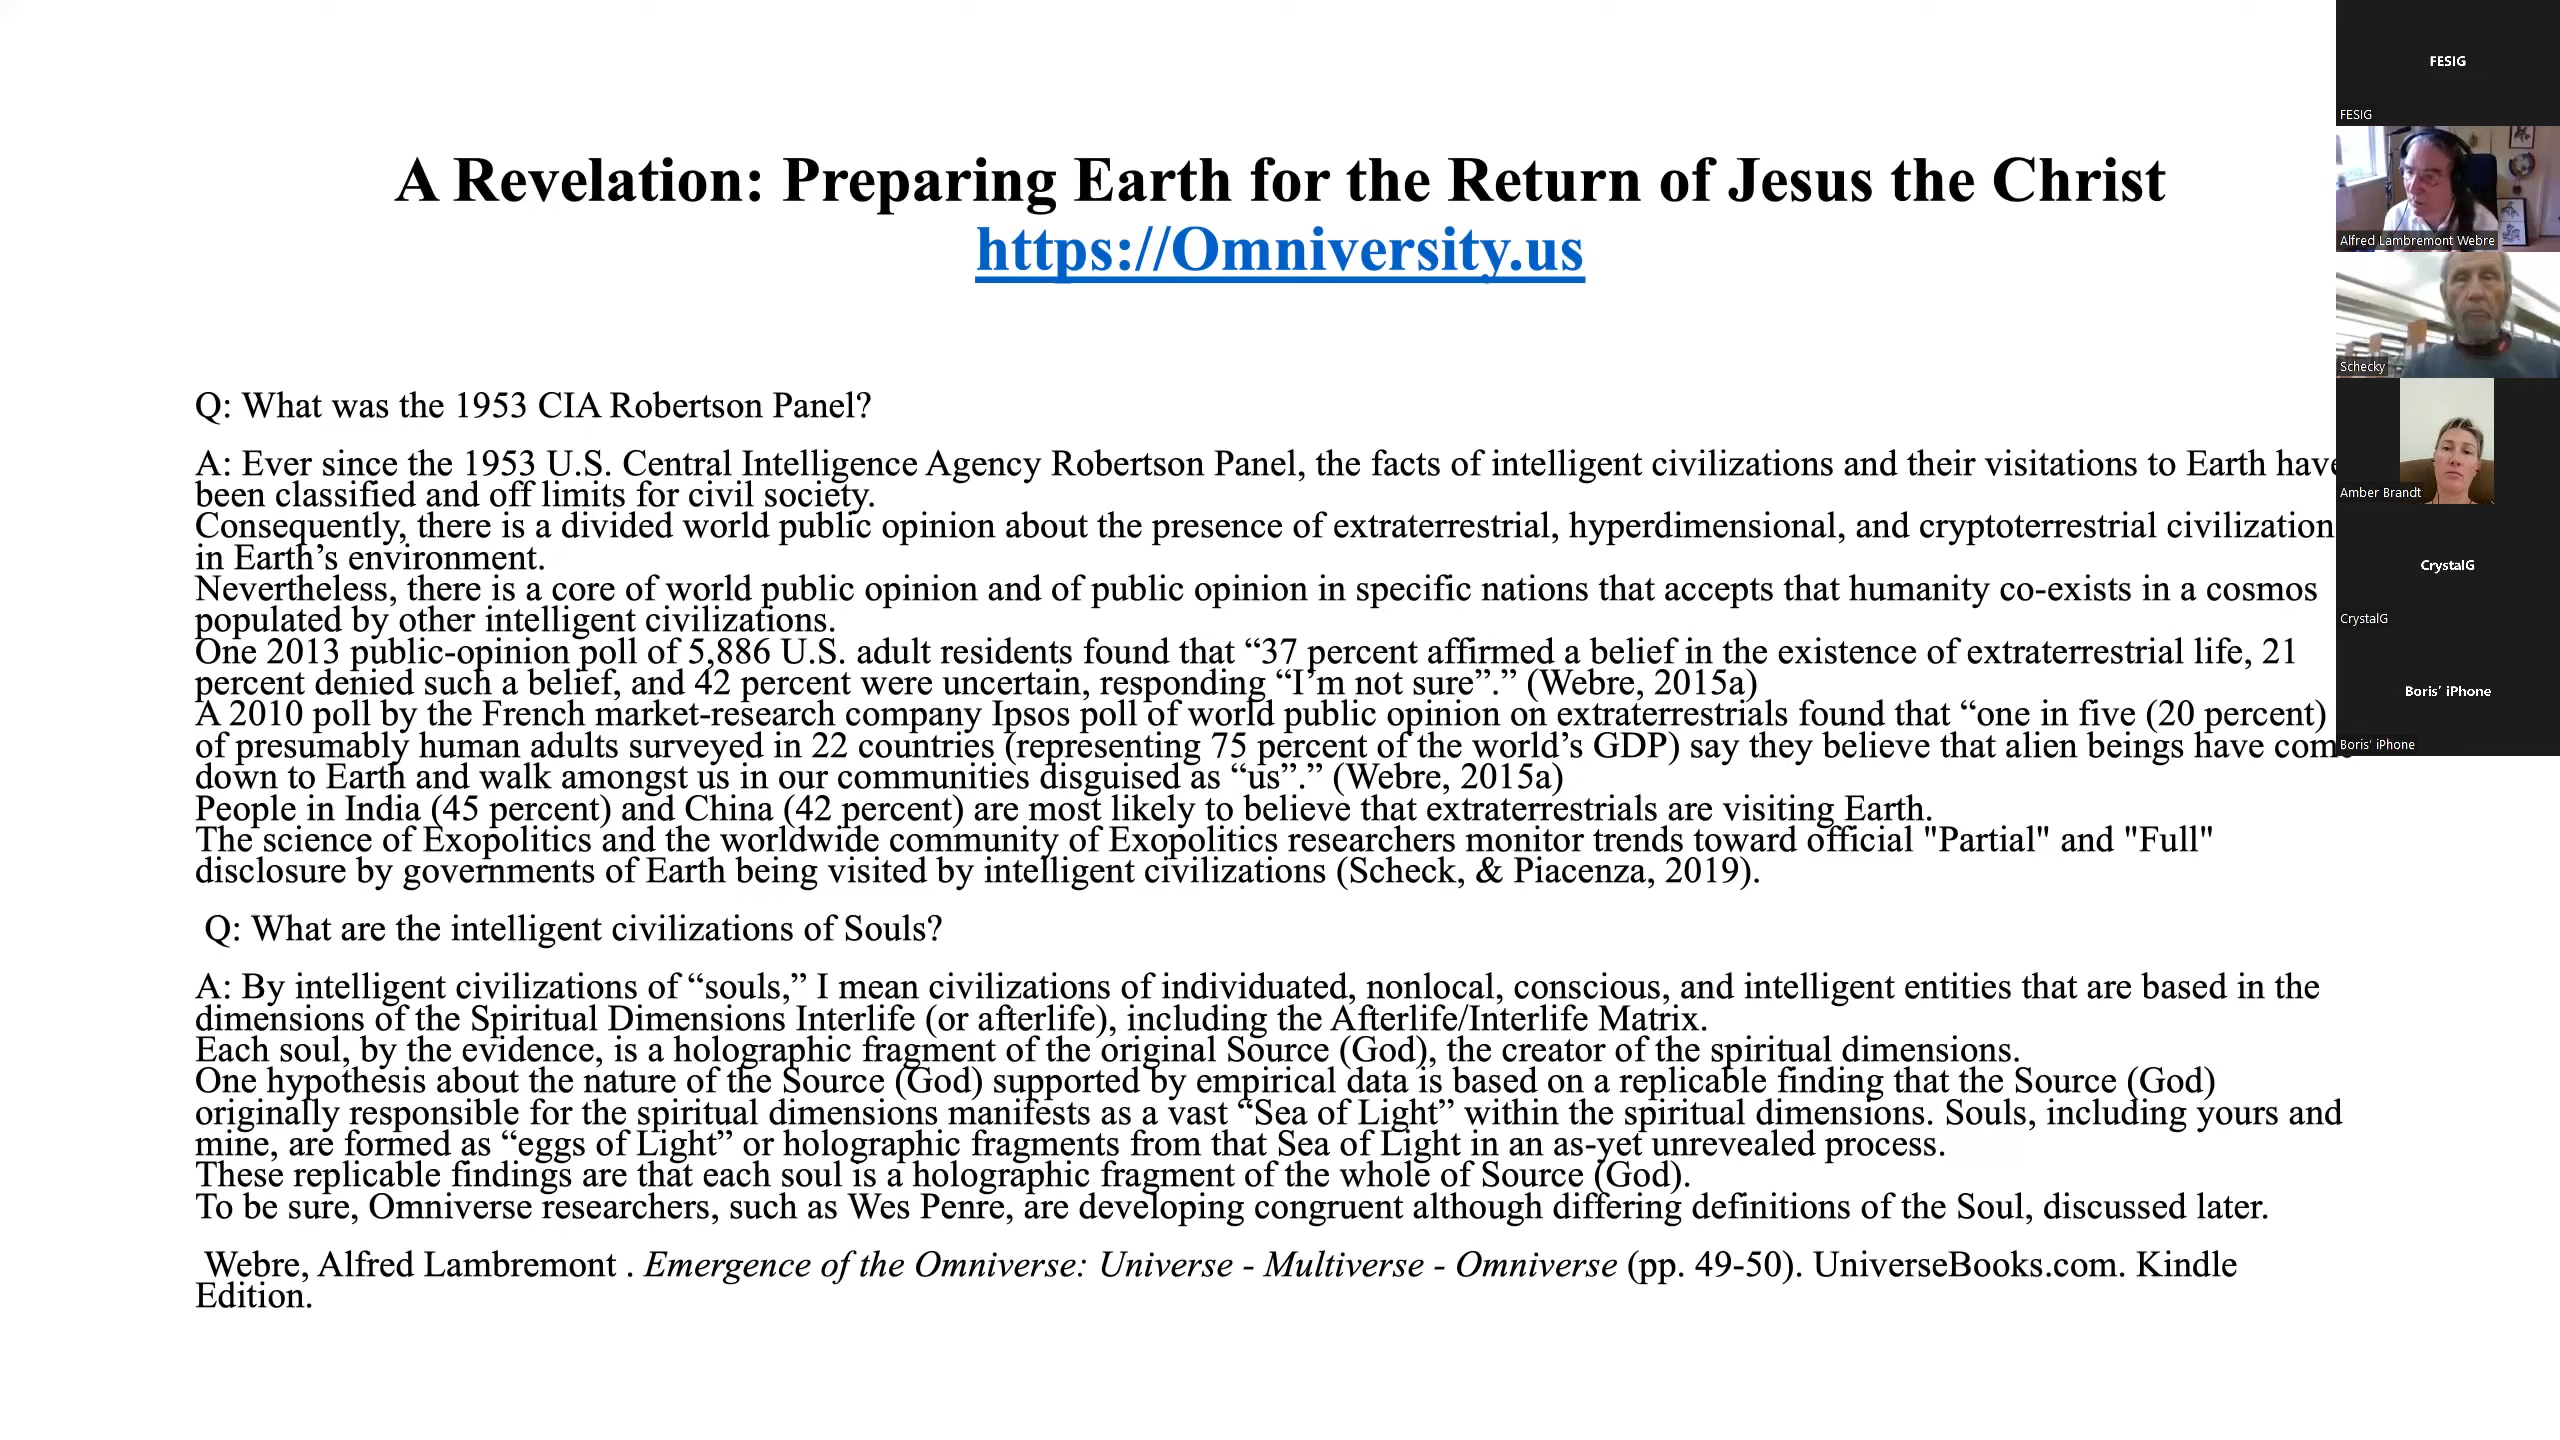 A Revelation: Preparing Earth for the Return of Jesus the Christ
https://Omniversity.us
Q: What was the 1953 CIA Robertson Panel?
A: Ever since the 1953 U.S. Central Intelligence Agency Robertson Panel, the facts of intelligent civilizations and their visitations to Earth have
been classified and off limits for civil society.
Consequently, there is a divided world public opinion about the presence of extraterrestrial, hyperdimensional, and cryptoterrestrial civilization
in Earth’s environment.
Nevertheless, there is a core of world public opinion and of public opinion in specific nations that accepts that humanity co-exists in a cosmos
populated by other intelligent civilizations.
One 2013 public-opinion poll of 5,886 U.S. adult residents found that “37 percent affirmed a belief in the existence of extraterrestrial life, 21
percent denied such a belief, and 42 percent were uncertain, responding “I’m not sure”.” (Webre, 2015a)
A 2010 poll by the French market-research company Ipsos poll of world public opinion on extraterrestrials found that “one in five (20 percent)
of presumably human adults surveyed in 22 countries (representing 75 percent of the world’s GDP) say they believe that alien beings have come
down to Earth and walk amongst us in our communities disguised as “us”.” (Webre, 2015a)
People in India (45 percent) and China (42 percent) are most likely to believe that extraterrestrials are visiting Earth.
The science of Exopolitics and the worldwide community of Exopolitics researchers monitor trends toward official "Partial" and "Full"
disclosure by governments of Earth being visited by intelligent civilizations (Scheck, & Piacenza, 2019).
Q: What are the intelligent civilizations of Souls?
A: By intelligent civilizations of “souls,” I mean civilizations of individuated, nonlocal, conscious, and intelligent entities that are based in the
dimensions of the Spiritual Dimensions Interlife (or afterlife), including the Afterlife/Interlife Matrix.
Each soul, by the evidence, is a holographic fragment of the original Source (God), the creator of the spiritual dimensions.
One hypothesis about the nature of the Source (God) supported by empirical data is based on a replicable finding that the Source (God)
originally responsible for the spiritual dimensions manifests as a vast “Sea of Light” within the spiritual dimensions. Souls, including yours and
mine, are formed as “eggs of Light” or holographic fragments from that Sea of Light in an as-yet unrevealed process.
These replicable findings are that each soul is a holographic fragment of the whole of Source (God).
To be sure, Omniverse researchers, such as Wes Penre, are developing congruent although differing definitions of the Soul, discussed later.
Webre, Alfred Lambremont . Emergence of the Omniverse: Universe - Multiverse - Omniverse (pp. 49-50). UniverseBooks.com. Kindle
Edition.
FESIG
FESIG
Alfred Lambremont Webre
Schecky
Amber Brandt
CrystalG
CrystalG
Boris’ iPhone
Boris’ iPhone